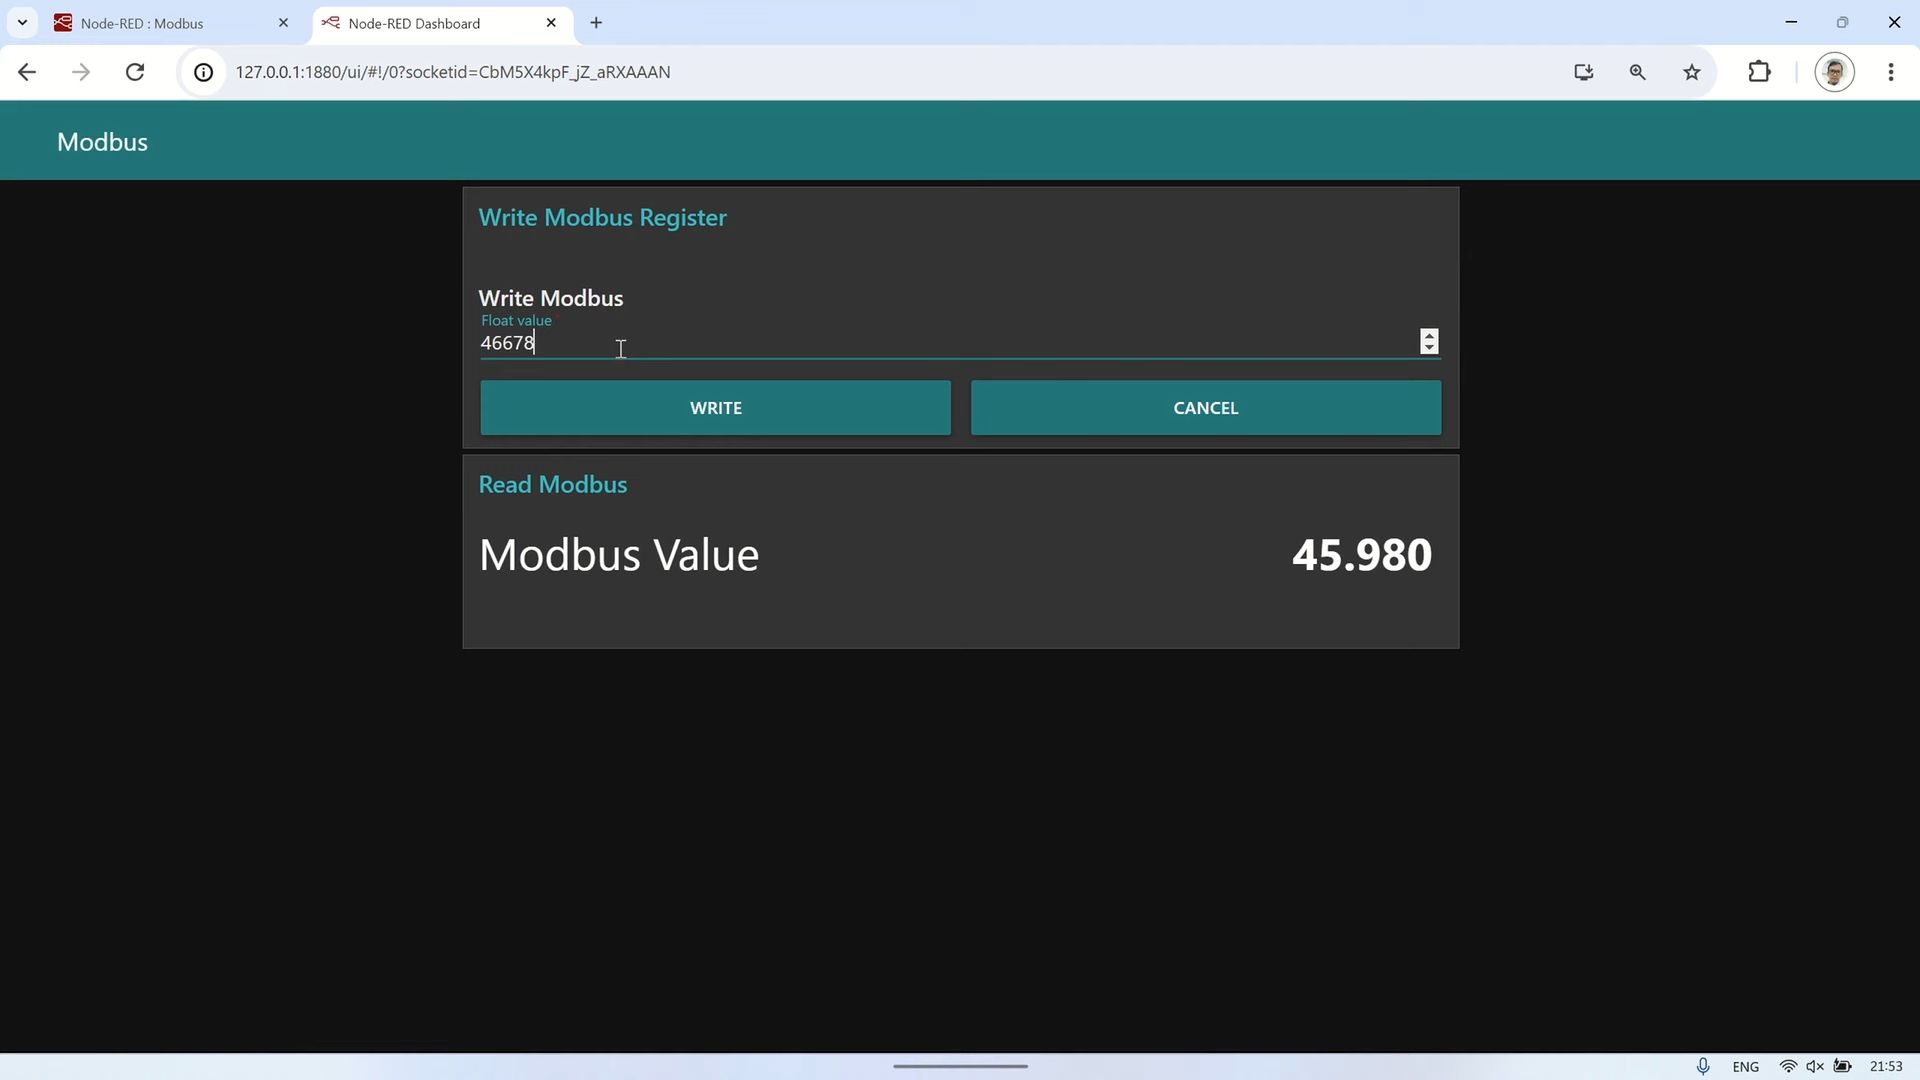 Node-RED : Modbus
Node-RED Dashboard
127.0.0.1:1880/ui/#!/0?socketid=CbM5X4kpF_jZ_aRXAAAN
Modbus
Write Modbus Register
Write Modbus
Float value *
46678
WRITE
CANCEL
Read Modbus
Modbus Value
45.980
ENG
21:53